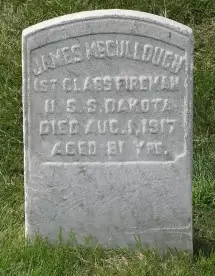 JAMES MCCULLOUGH
1ST CLASS FIREMAN
U.S.S. DAKOTA
DIED AUG. 1, 1917
AGED 81 YRS.